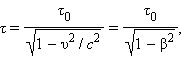 τ = τ₀ / √(1 − υ² / c²) = τ₀ / √(1 − β²),